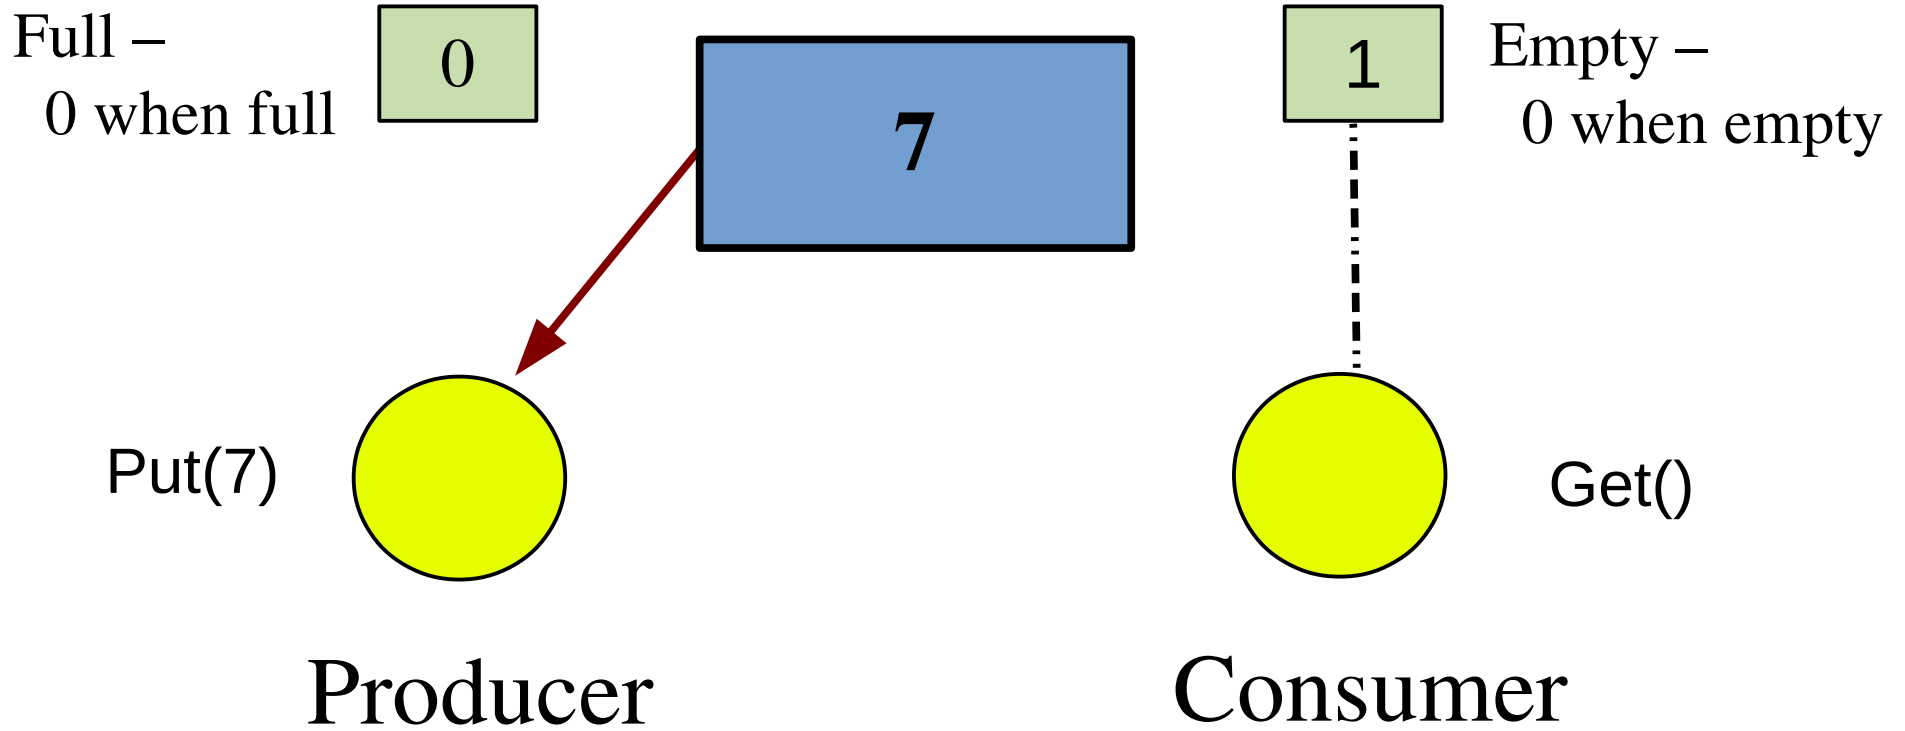 Full –
0 when full
0
7
1
Empty –
0 when empty
Put(7)
Get()
Producer
Consumer